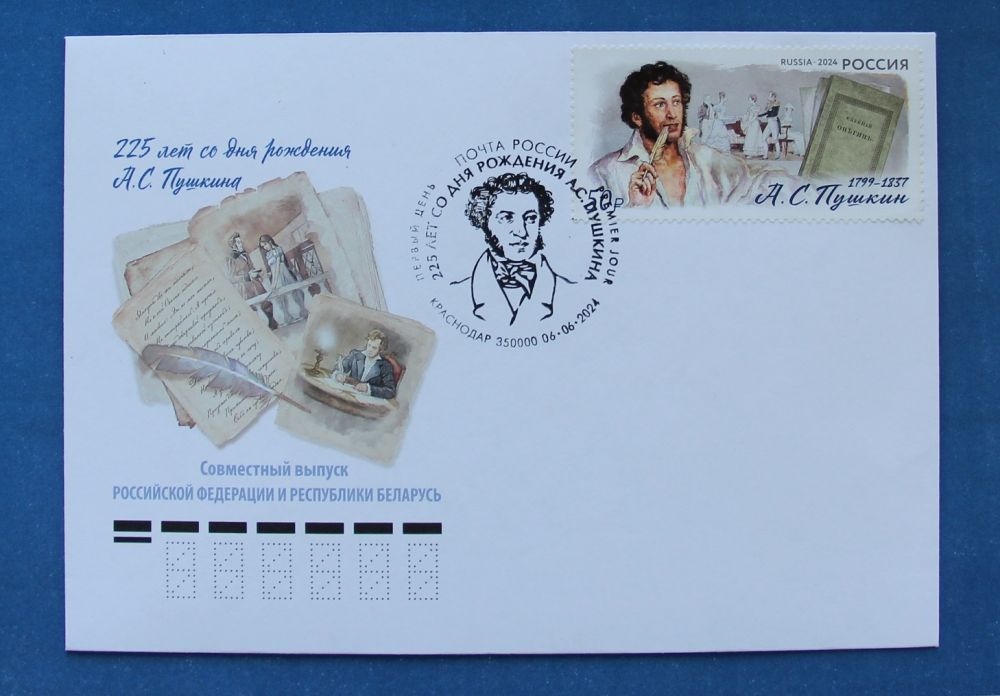 225 лет со дня рождения
А.С. Пушкина
Совместный выпуск
РОССИЙСКОЙ ФЕДЕРАЦИИ И РЕСПУБЛИКИ БЕЛАРУСЬ
ПОЧТА РОССИИ
ПЕРВЫЙ ДЕНЬ
225 ЛЕТ СО ДНЯ РОЖДЕНИЯ А.С. ПУШКИНА
JOUR
КРАСНОДАР 350000 06·06·2024
RUSSIA·2024 РОССИЯ
ОНѢГИНЪ
1799–1837
А. С. Пушкин